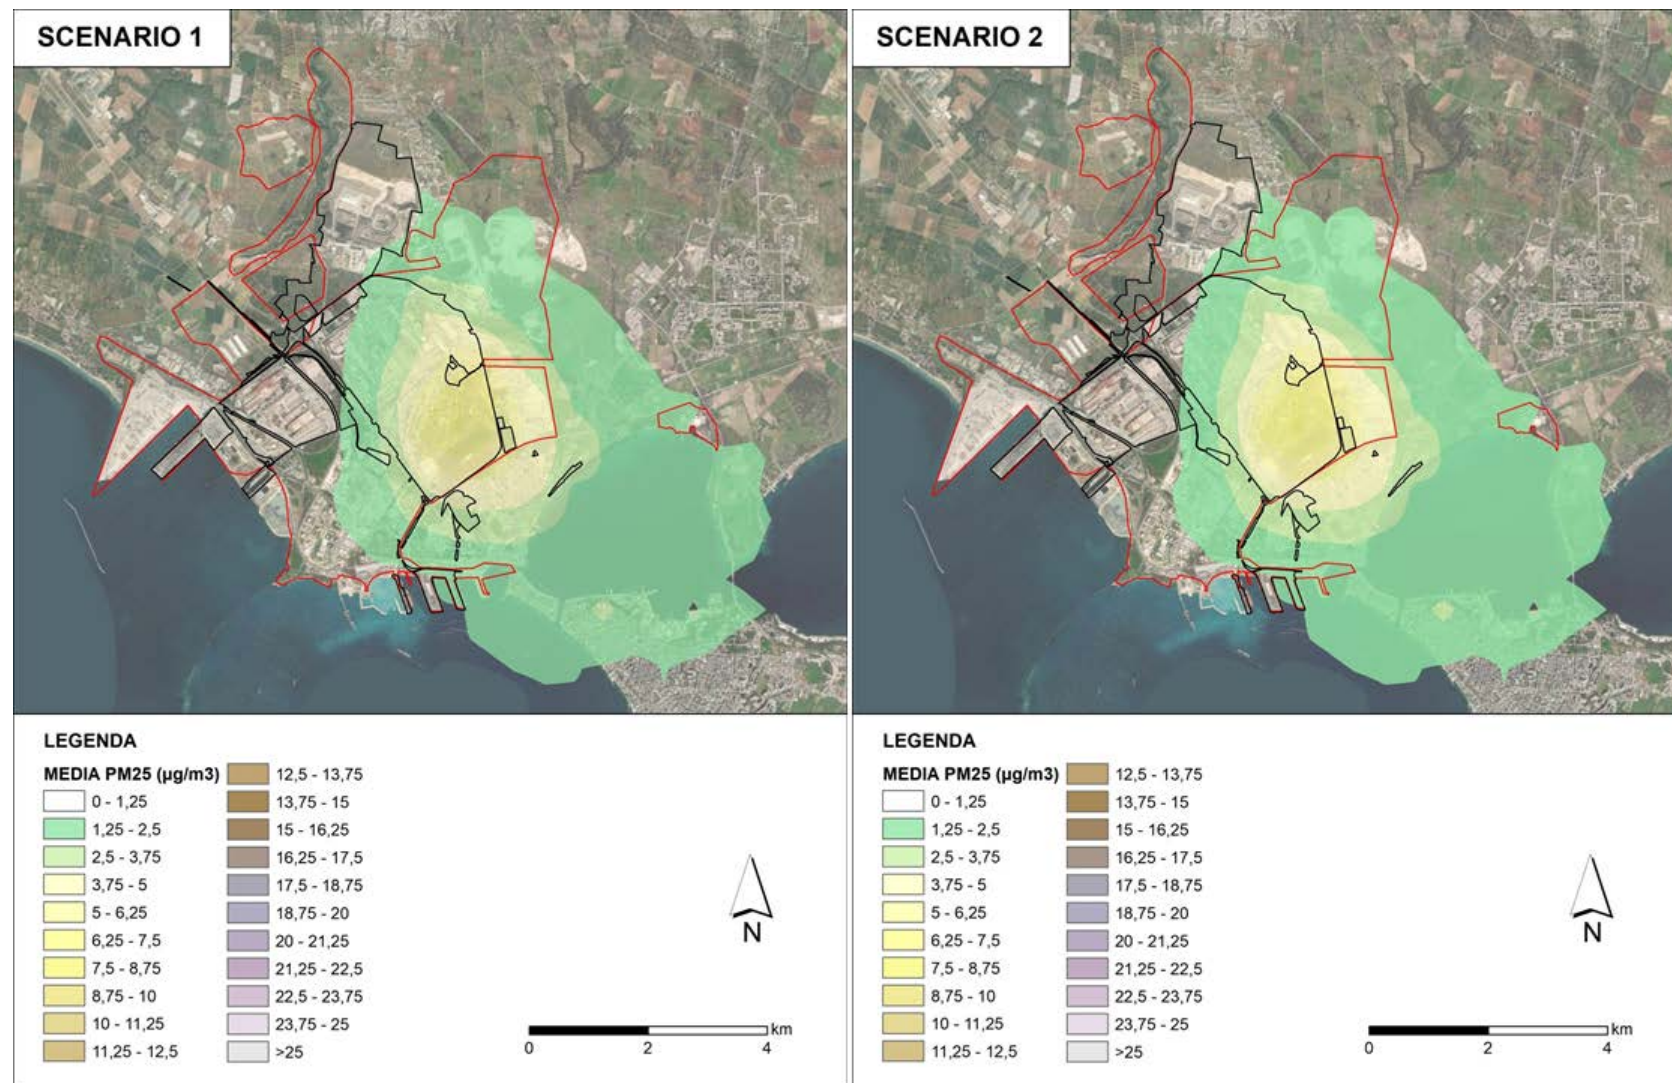 SCENARIO 1
LEGENDA
MEDIA PM25 (µg/m3)
0 - 1,25
1,25 - 2,5
2,5 - 3,75
3,75 - 5
5 - 6,25
6,25 - 7,5
7,5 - 8,75
8,75 - 10
10 - 11,25
11,25 - 12,5
12,5 - 13,75
13,75 - 15
15 - 16,25
16,25 - 17,5
17,5 - 18,75
18,75 - 20
20 - 21,25
21,25 - 22,5
22,5 - 23,75
23,75 - 25
>25
N
km
0 2 4
SCENARIO 2
LEGENDA
MEDIA PM25 (µg/m3)
0 - 1,25
1,25 - 2,5
2,5 - 3,75
3,75 - 5
5 - 6,25
6,25 - 7,5
7,5 - 8,75
8,75 - 10
10 - 11,25
11,25 - 12,5
12,5 - 13,75
13,75 - 15
15 - 16,25
16,25 - 17,5
17,5 - 18,75
18,75 - 20
20 - 21,25
21,25 - 22,5
22,5 - 23,75
23,75 - 25
>25
N
km
0 2 4